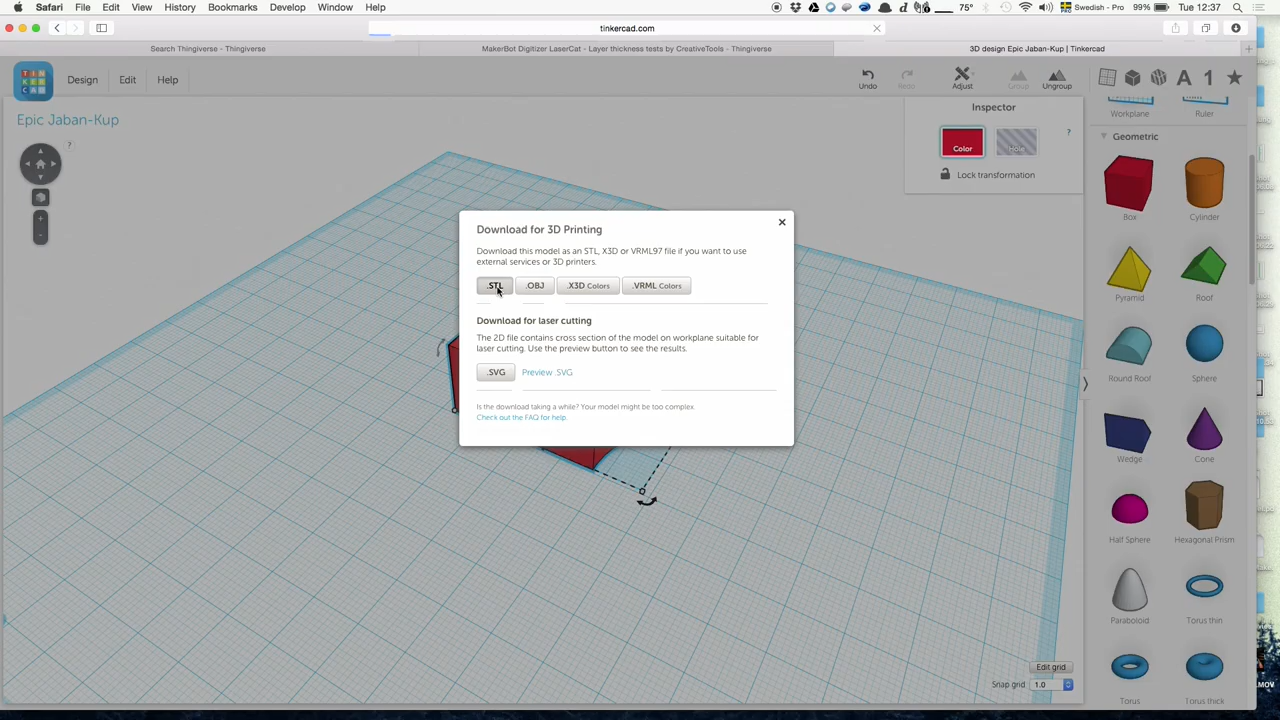 Safari File Edit View History Bookmarks Develop Window Help 75° Swedish - Pro 99% Tue 12:37
tinkercad.com
Search Thingiverse - Thingiverse
MakerBot Digitizer LaserCat - Layer thickness tests by CreativeTools - Thingiverse
3D design Epic Jaban-Kup | Tinkercad
TIN
KER
CAD
Design Edit Help
Undo Redo Adjust Group Ungroup
Epic Jaban-Kup
?
Inspector
Color Hole ?
Lock transformation
Workplane Ruler
Geometric
Box Cylinder
Pyramid Roof
Round Roof Sphere
Wedge Cone
Half Sphere Hexagonal Prism
Paraboloid Torus thin
Torus Torus thick
Download for 3D Printing
Download this model as an STL, X3D or VRML97 file if you want to use
external services or 3D printers.
.STL .OBJ .X3D Colors .VRML Colors
Download for laser cutting
The 2D file contains cross section of the model on workplane suitable for
laser cutting. Use the preview button to see the results.
.SVG Preview .SVG
Is the download taking a while? Your model might be too complex.
Check out the FAQ for help.
Edit grid
Snap grid 1.0
.MOV